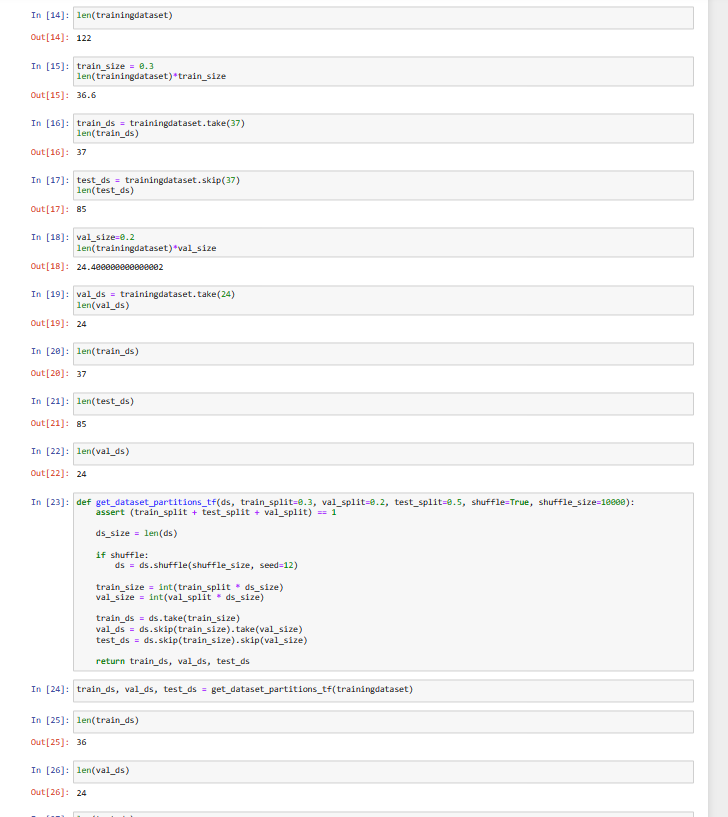 In [14]: len(trainingdataset)
Out[14]: 122
In [15]: train_size = 0.3
len(trainingdataset)*train_size
Out[15]: 36.6
In [16]: train_ds = trainingdataset.take(37)
len(train_ds)
Out[16]: 37
In [17]: test_ds = trainingdataset.skip(37)
len(test_ds)
Out[17]: 85
In [18]: val_size=0.2
len(trainingdataset)*val_size
Out[18]: 24.400000000000002
In [19]: val_ds = trainingdataset.take(24)
len(val_ds)
Out[19]: 24
In [20]: len(train_ds)
Out[20]: 37
In [21]: len(test_ds)
Out[21]: 85
In [22]: len(val_ds)
Out[22]: 24
In [23]: def get_dataset_partitions_tf(ds, train_split=0.3, val_split=0.2, test_split=0.5, shuffle=True, shuffle_size=10000):
assert (train_split + test_split + val_split) == 1
ds_size = len(ds)
if shuffle:
ds = ds.shuffle(shuffle_size, seed=12)
train_size = int(train_split * ds_size)
val_size = int(val_split * ds_size)
train_ds = ds.take(train_size)
val_ds = ds.skip(train_size).take(val_size)
test_ds = ds.skip(train_size).skip(val_size)
return train_ds, val_ds, test_ds
In [24]: train_ds, val_ds, test_ds = get_dataset_partitions_tf(trainingdataset)
In [25]: len(train_ds)
Out[25]: 36
In [26]: len(val_ds)
Out[26]: 24